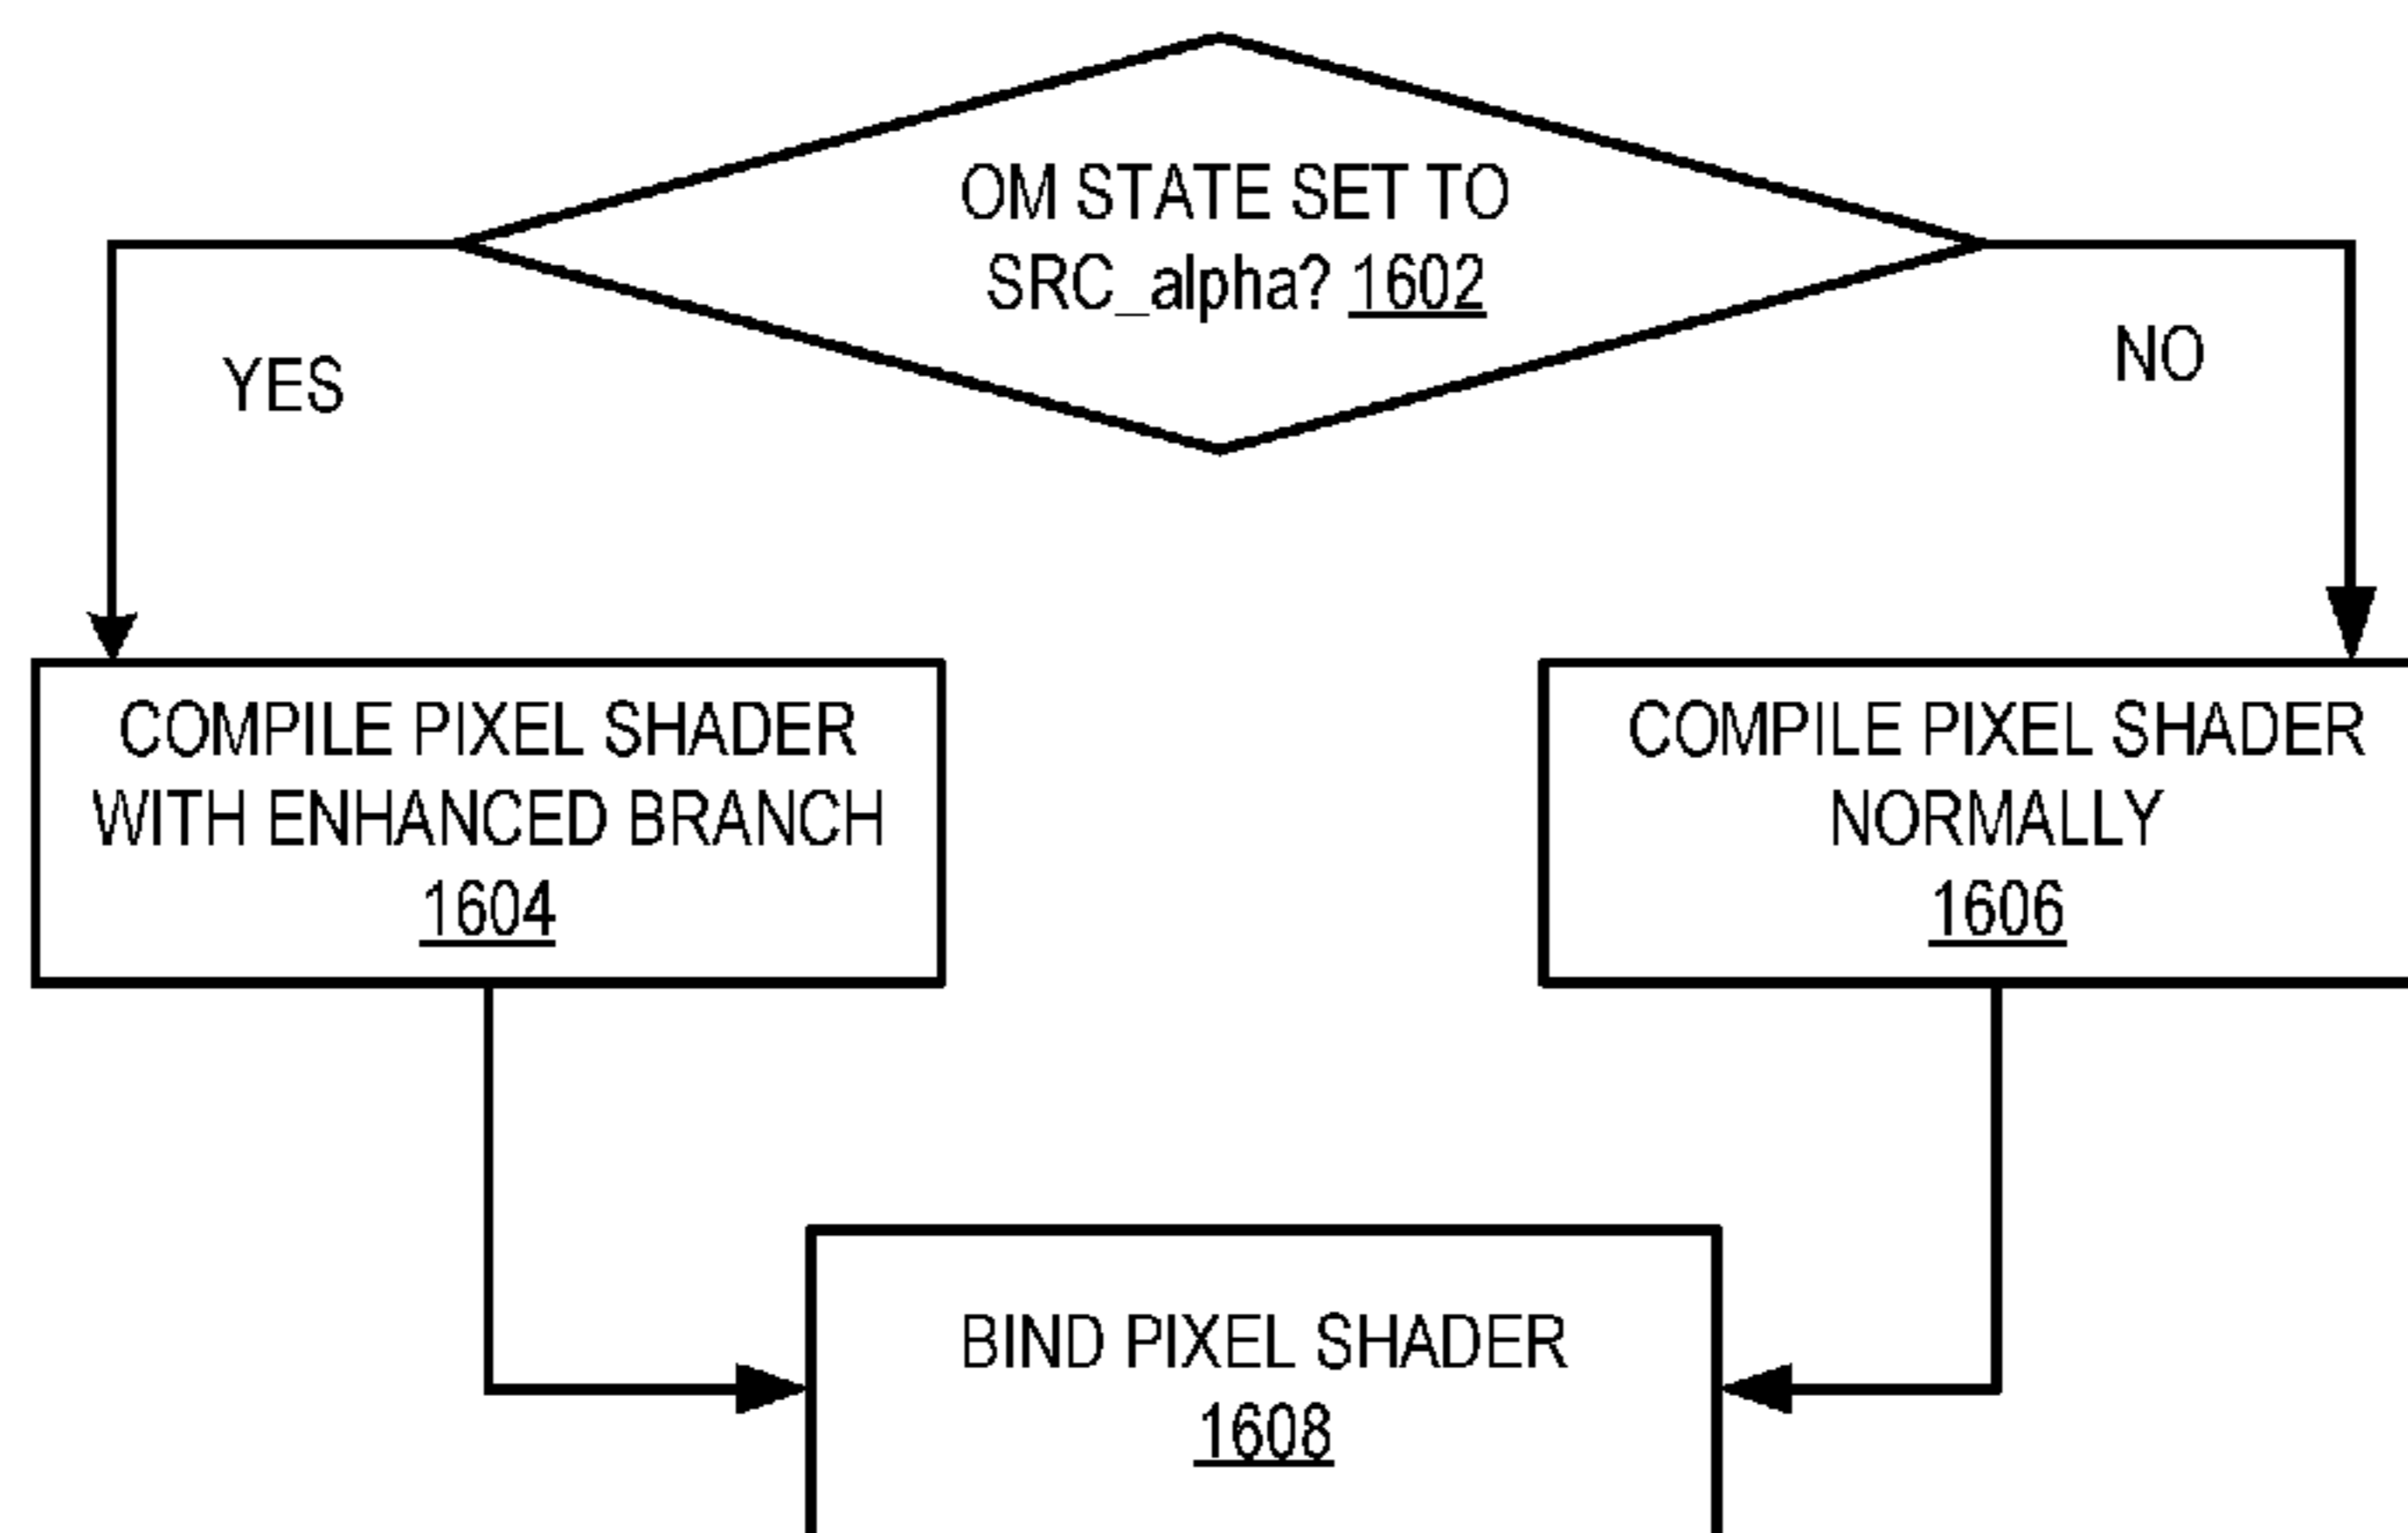 OM STATE SET TO
SRC_alpha? 1602
YES
NO
COMPILE PIXEL SHADER
WITH ENHANCED BRANCH
1604
COMPILE PIXEL SHADER
NORMALLY
1606
BIND PIXEL SHADER
1608